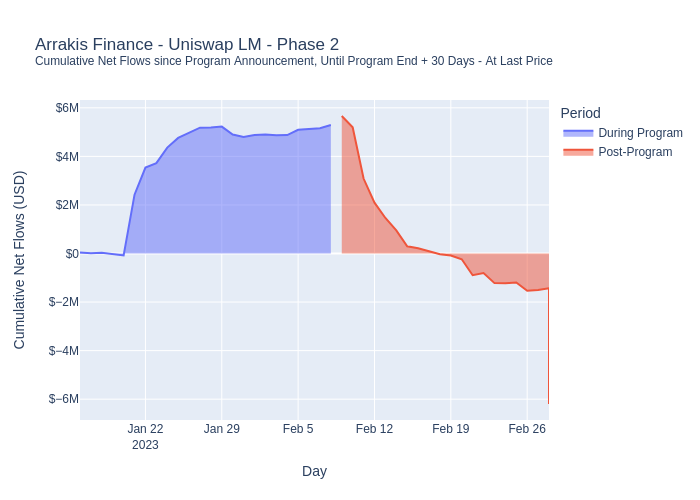 Arrakis Finance - Uniswap LM - Phase 2
Cumulative Net Flows since Program Announcement, Until Program End + 30 Days - At Last Price
Cumulative Net Flows (USD)
$6M
$4M
$2M
$0
$−2M
$−4M
$−6M
Jan 22
2023
Jan 29
Feb 5
Feb 12
Feb 19
Feb 26
Day
Period
During Program
Post-Program